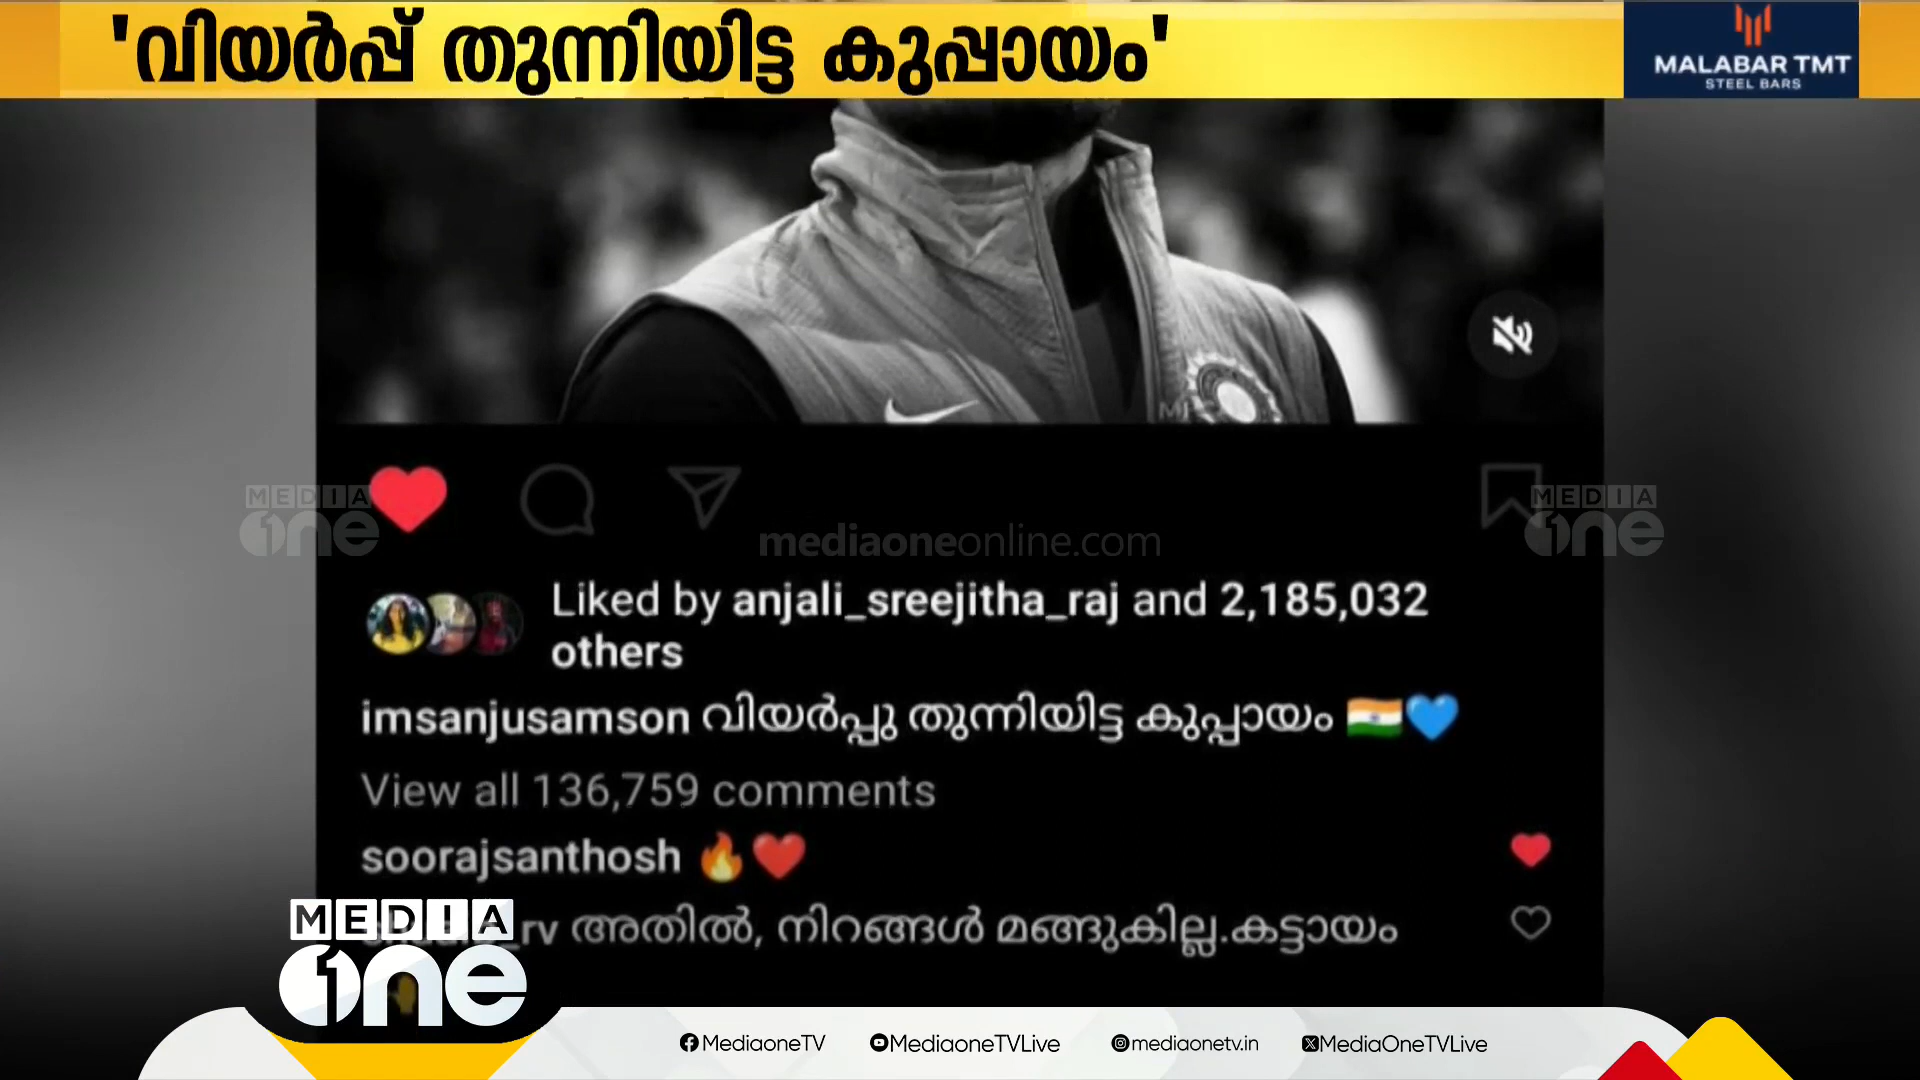 'വിയർപ്പ് തുന്നിയിട്ട കുപ്പായം'
MALABAR TMT
STEEL BARS
MEDIA
one
mediaoneonline.com
MEDIA
one
Liked by anjali_sreejitha_raj and 2,185,032
others
imsanjusamson വിയർപ്പു തുന്നിയിട്ട കുപ്പായം 🇮🇳💙
View all 136,759 comments
soorajsanthosh 🔥❤️
_rv അതിൽ, നിറങ്ങൾ മങ്ങുകില്ല.കട്ടായം
MEDIA
one
MediaoneTV MediaoneTVLive mediaonetv.in MediaOneTVLive